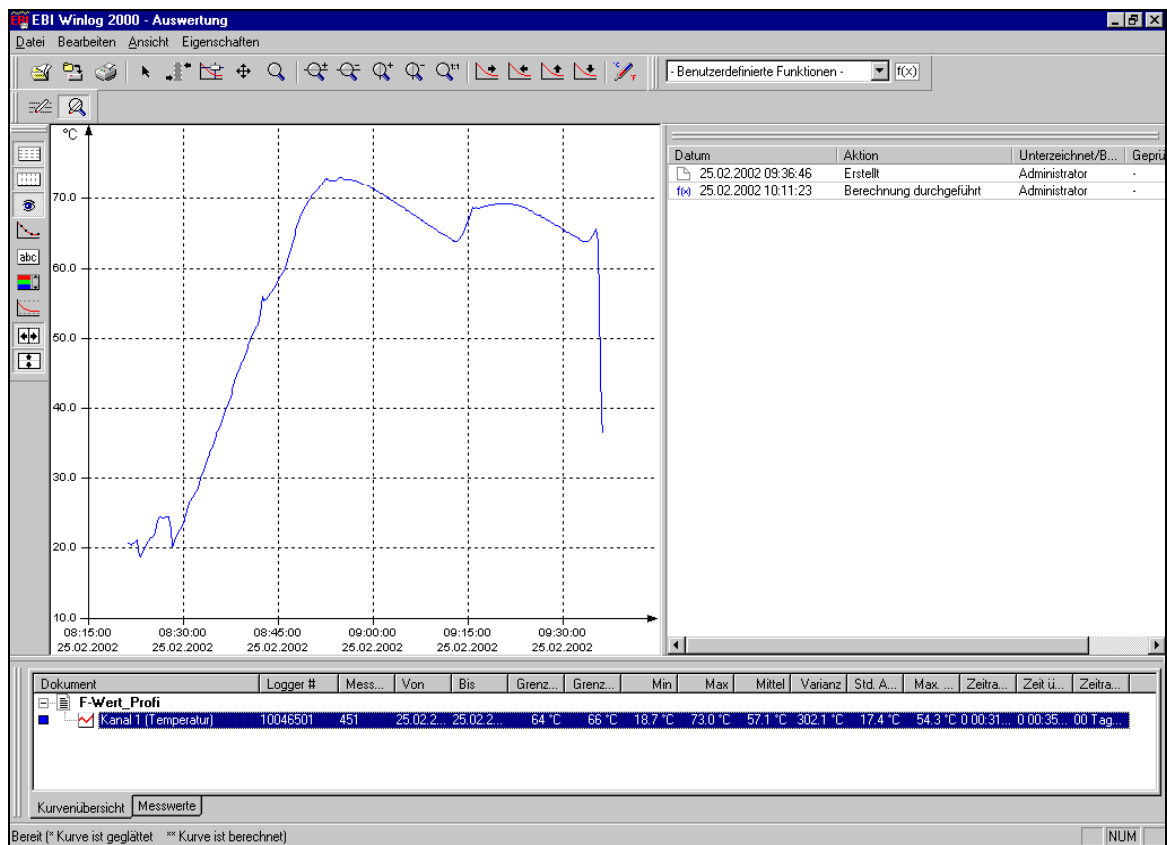 EBI EBI Winlog 2000 - Auswertung
Datei Bearbeiten Ansicht Eigenschaften
- Benutzerdefinierte Funktionen - f(x)
°C
70.0
60.0
50.0
40.0
30.0
20.0
10.0
08:15:00 08:30:00 08:45:00 09:00:00 09:15:00 09:30:00
25.02.2002 25.02.2002 25.02.2002 25.02.2002 25.02.2002 25.02.2002
abc
Datum Aktion Unterzeichnet/B... Geprü
25.02.2002 09:36:46 Erstellt Administrator -
f(x) 25.02.2002 10:11:23 Berechnung durchgeführt Administrator -
Dokument Logger # Mess... Von Bis Grenz... Grenz... Min Max Mittel Varianz Std. A... Max. ... Zeitra... Zeit ü... Zeitra...
F-Wert_Profi
Kanal 1 (Temperatur) 10046501 451 25.02.2... 25.02.2... 64 °C 66 °C 18.7 °C 73.0 °C 57.1 °C 302.1 °C 17.4 °C 54.3 °C 0 00:31... 0 00:35... 00 Tag...
Kurvenübersicht Messwerte
Bereit (* Kurve ist geglättet ** Kurve ist berechnet) NUM